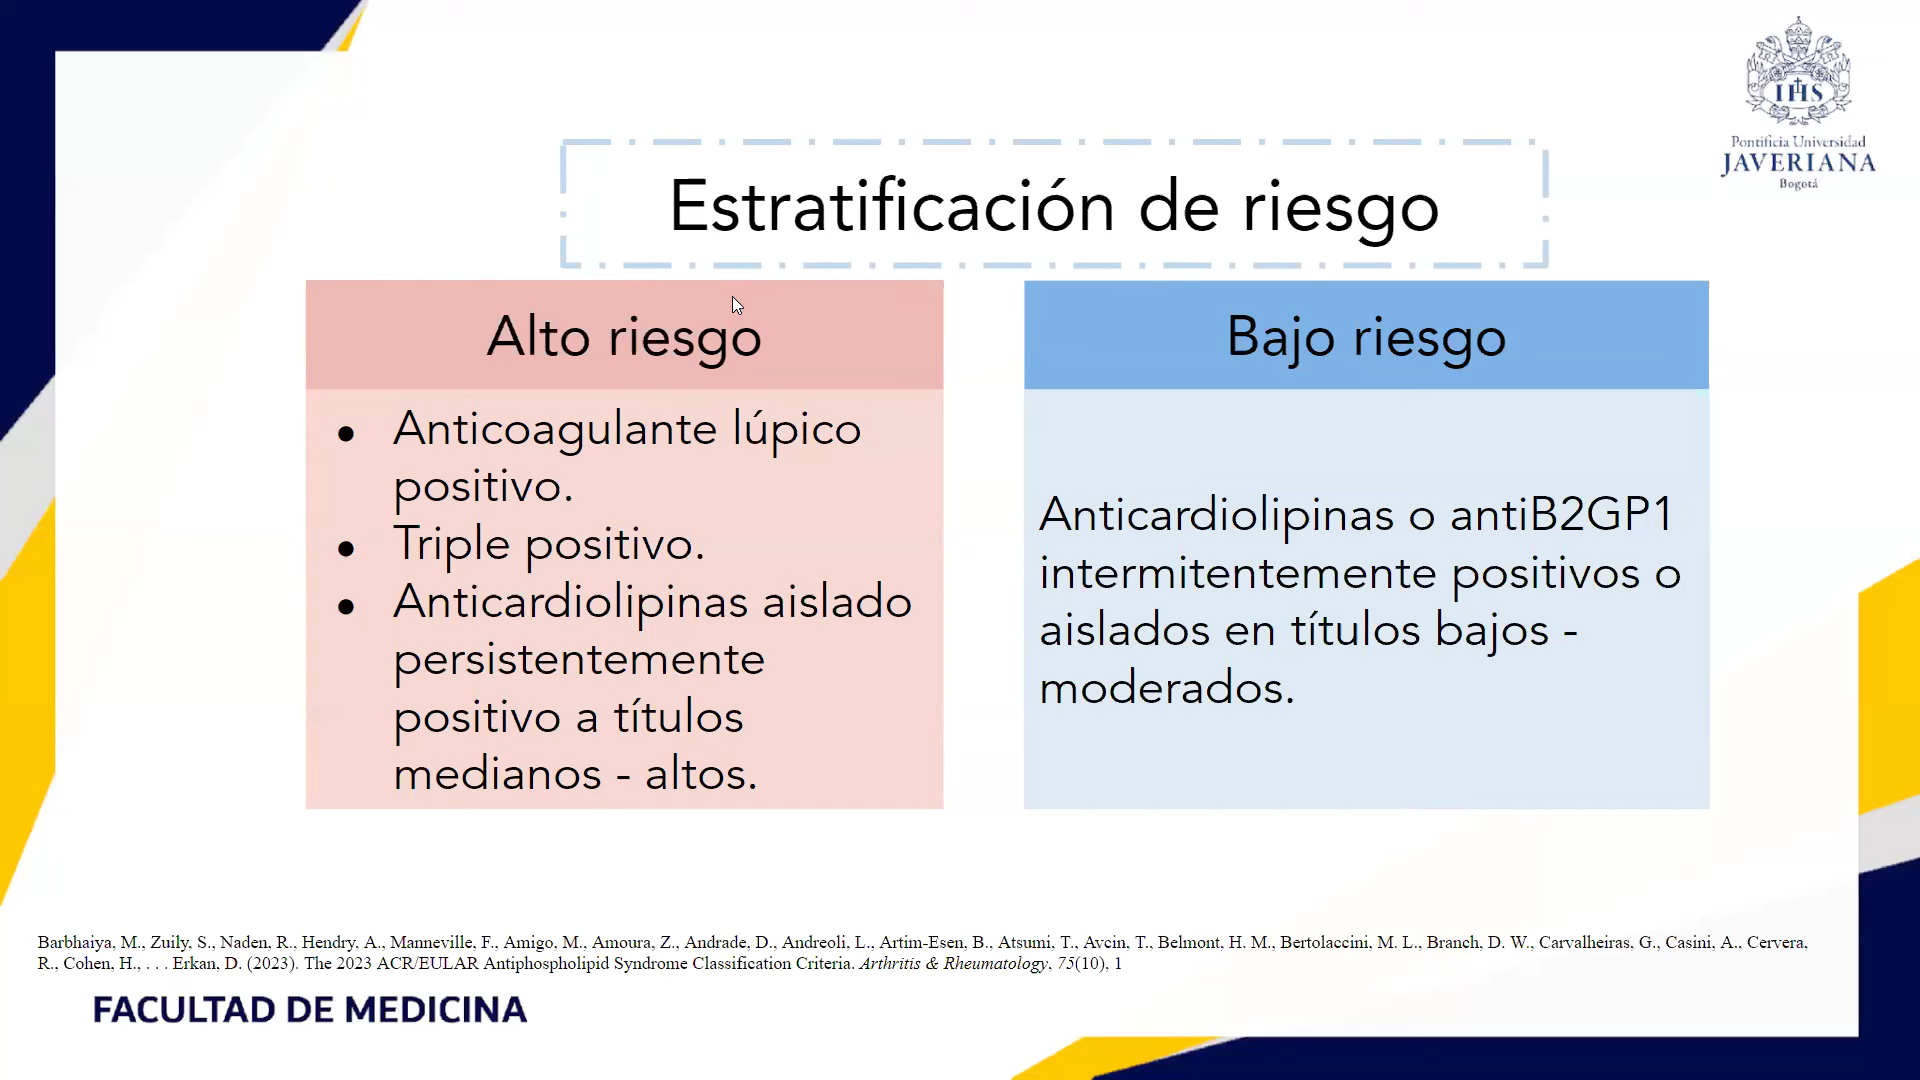 IHS
Pontificia Universidad
JAVERIANA
Bogotá
Estratificación de riesgo
Alto riesgo
● Anticoagulante lúpico
positivo.
● Triple positivo.
● Anticardiolipinas aislado
persistentemente
positivo a títulos
medianos - altos.
Bajo riesgo
Anticardiolipinas o antiB2GP1
intermitentemente positivos o
aislados en títulos bajos -
moderados.
Barbhaiya, M., Zuily, S., Naden, R., Hendry, A., Manneville, F., Amigo, M., Amoura, Z., Andrade, D., Andreoli, L., Artim-Esen, B., Atsumi, T., Avcin, T., Belmont, H. M., Bertolaccini, M. L., Branch, D. W., Carvalheiras, G., Casini, A., Cervera,
R., Cohen, H., . . . Erkan, D. (2023). The 2023 ACR/EULAR Antiphospholipid Syndrome Classification Criteria. Arthritis & Rheumatology, 75(10), 1
FACULTAD DE MEDICINA